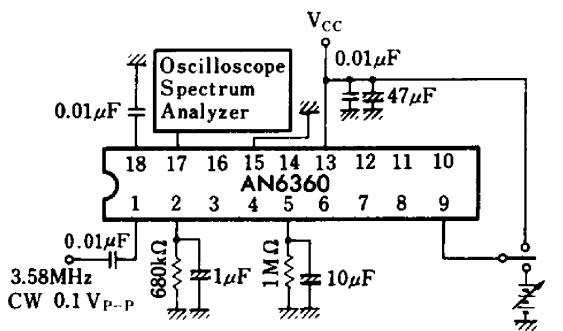 V_CC
0.01μF
Oscilloscope
Spectrum
Analyzer
0.01μF
47μF
18 17 16 15 14 13 12 11 10
AN6360
1 2 3 4 5 6 7 8 9
0.01μF
3.58MHz
CW 0.1 V_P-P
680kΩ
1μF
1MΩ
10μF